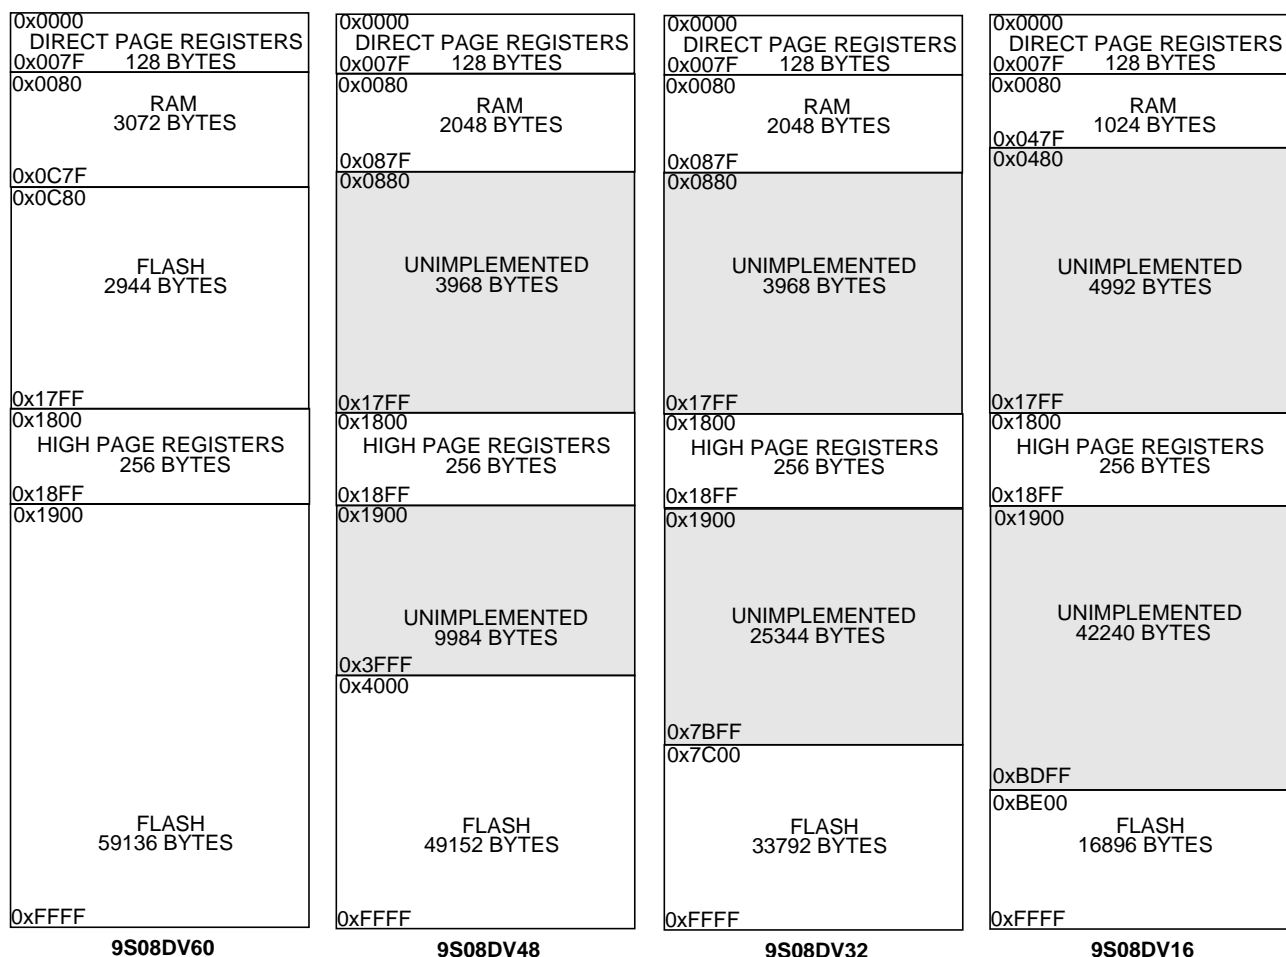 0x0000
DIRECT PAGE REGISTERS
0x007F 128 BYTES
0x0080
RAM
3072 BYTES
0x0C7F
0x0C80
FLASH
2944 BYTES
0x17FF
0x1800
HIGH PAGE REGISTERS
256 BYTES
0x18FF
0x1900
FLASH
59136 BYTES
0xFFFF
9S08DV60
0x0000
DIRECT PAGE REGISTERS
0x007F 128 BYTES
0x0080
RAM
2048 BYTES
0x087F
0x0880
UNIMPLEMENTED
3968 BYTES
0x17FF
0x1800
HIGH PAGE REGISTERS
256 BYTES
0x18FF
0x1900
UNIMPLEMENTED
9984 BYTES
0x3FFF
0x4000
FLASH
49152 BYTES
0xFFFF
9S08DV48
0x0000
DIRECT PAGE REGISTERS
0x007F 128 BYTES
0x0080
RAM
2048 BYTES
0x087F
0x0880
UNIMPLEMENTED
3968 BYTES
0x17FF
0x1800
HIGH PAGE REGISTERS
256 BYTES
0x18FF
0x1900
UNIMPLEMENTED
25344 BYTES
0x7BFF
0x7C00
FLASH
33792 BYTES
0xFFFF
9S08DV32
0x0000
DIRECT PAGE REGISTERS
0x007F 128 BYTES
0x0080
RAM
1024 BYTES
0x047F
0x0480
UNIMPLEMENTED
4992 BYTES
0x17FF
0x1800
HIGH PAGE REGISTERS
256 BYTES
0x18FF
0x1900
UNIMPLEMENTED
42240 BYTES
0xBDFF
0xBE00
FLASH
16896 BYTES
0xFFFF
9S08DV16